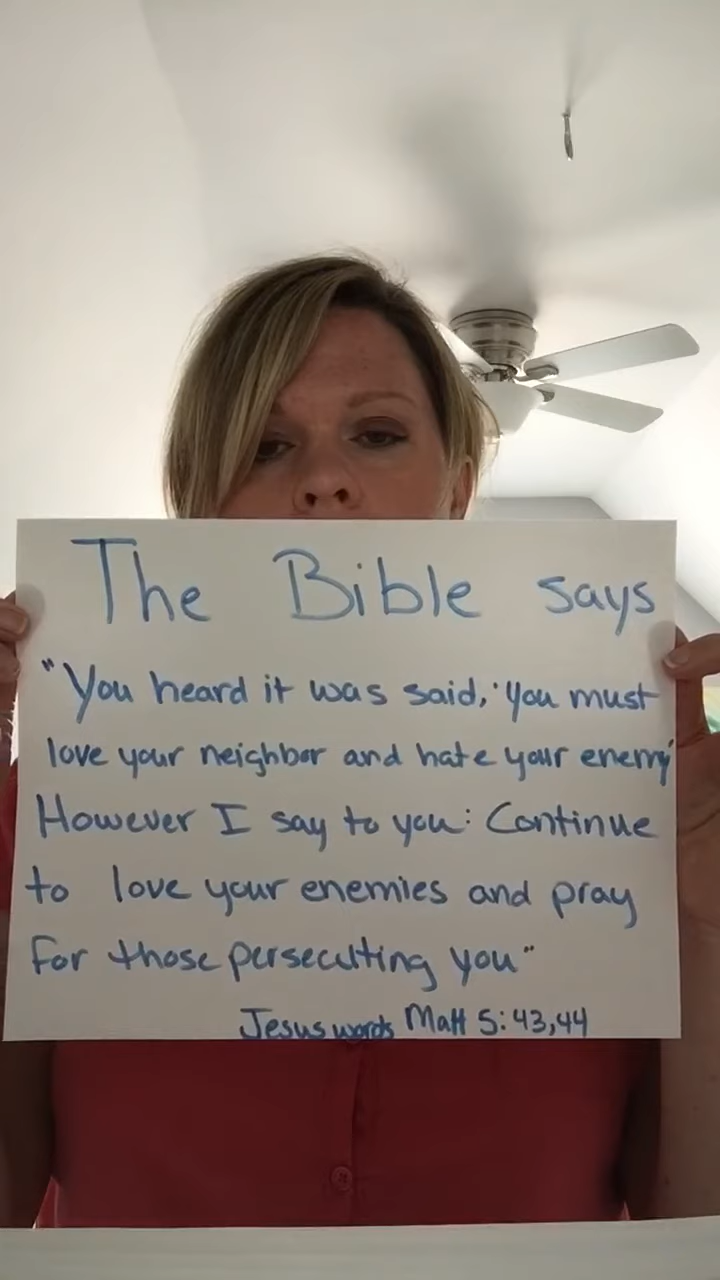 The Bible says
"You heard it was said, 'you must
love your neighbor and hate your enemy'
However I say to you: Continue
to love your enemies and pray
for those persecuting you"
Jesus words Matt 5:43,44